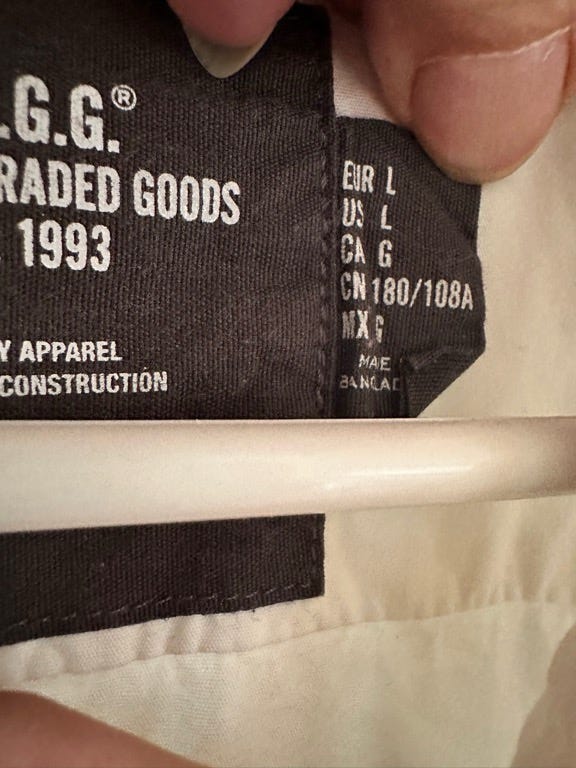 .G.G.®
RADED GOODS
1993
Y APPAREL
CONSTRUCTION
EUR L
US L
CA G
CN 180/108A
MX G